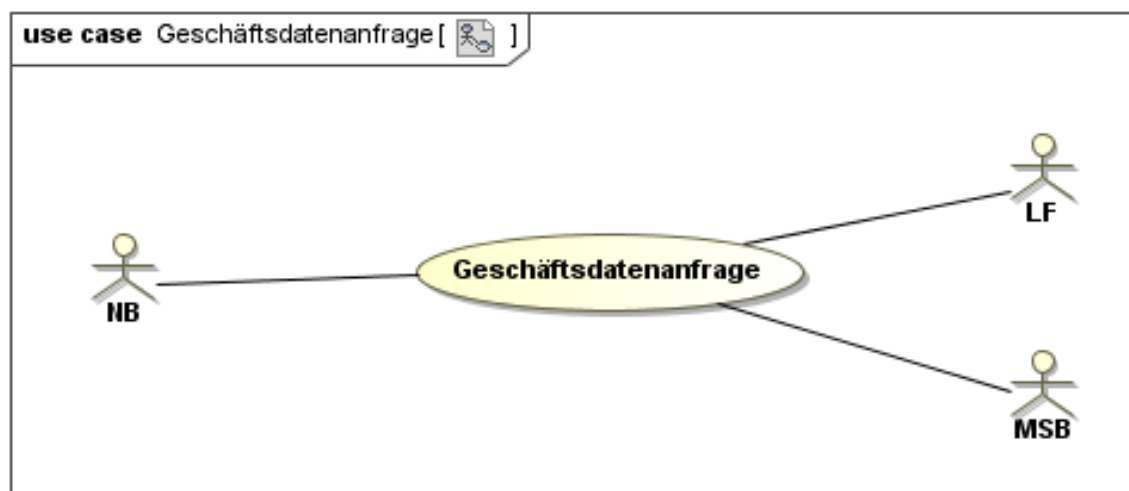 use case Geschäftsdatenanfrage [ ]
LF
Geschäftsdatenanfrage
NB
MSB